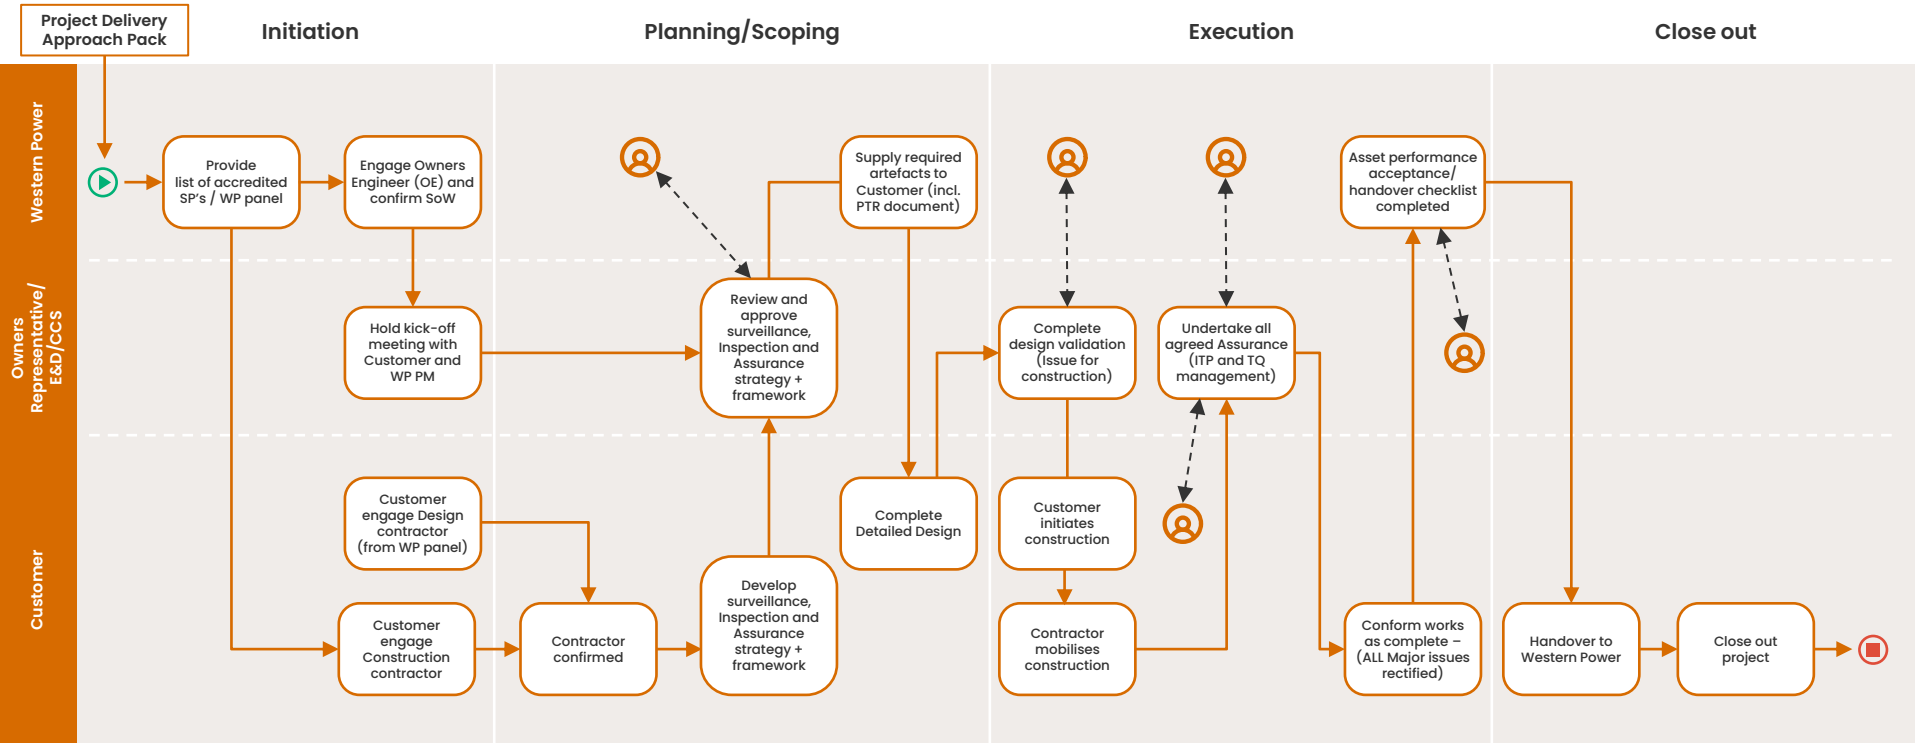 Project Delivery
Approach Pack
Initiation
Planning/Scoping
Execution
Close out
Western Power
Provide
list of accredited
SP's / WP panel
Engage Owners
Engineer (OE) and
confirm SoW
Supply required
artefacts to
Customer (incl.
PTR document)
Asset performance
acceptance/
handover checklist
completed
Owners
Representative/
E&D/CCS
Hold kick-off
meeting with
Customer and
WP PM
Review and
approve
surveillance,
Inspection and
Assurance
strategy +
framework
Complete
design validation
(Issue for
construction)
Undertake all
agreed Assurance
(ITP and TQ
management)
Customer
Customer
engage Design
contractor
(from WP panel)
Customer
engage
Construction
contractor
Contractor
confirmed
Develop
surveillance,
Inspection and
Assurance
strategy +
framework
Complete
Detailed Design
Customer
initiates
construction
Contractor
mobilises
construction
Conform works
as complete –
(ALL Major issues
rectified)
Handover to
Western Power
Close out
project